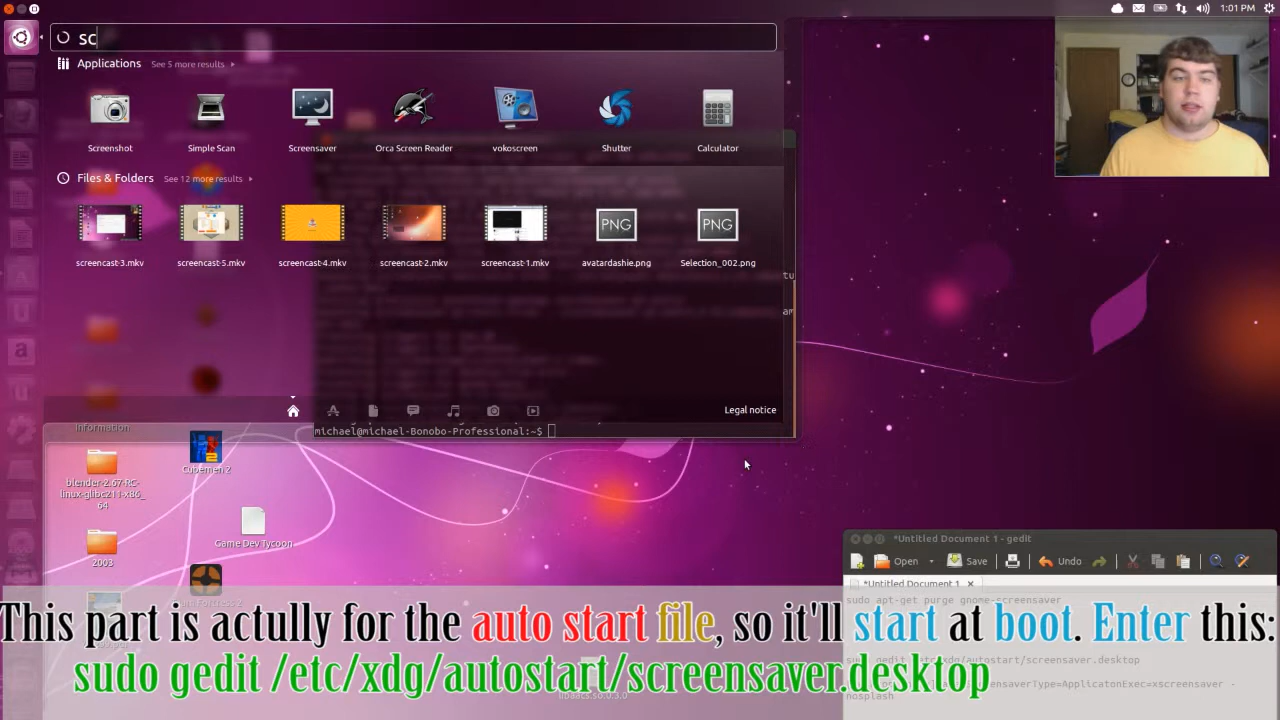 1:01 PM
sc
Applications See 5 more results
Screenshot Simple Scan Screensaver Orca Screen Reader vokoscreen Shutter Calculator
Files & Folders See 12 more results
screencast-3.mkv screencast-5.mkv screencast-4.mkv screencast-2.mkv screencast-1.mkv avatardashie.png Selection_002.png
Legal notice
information
michael@michael-Bonobo-Professional:~$
Cubemen 2
blender-2.67-RC-
linux-glibc211-x86_
64
Game Dev Tycoon
2003
*Untitled Document 1 - gedit
Open Save Undo
*Untitled Document 1
sudo apt-get purge gnome-screensaver
This part is actully for the auto start file, so it'll start at boot. Enter this:
sudo gedit /etc/xdg/autostart/screensaver.desktop
sudo gedit /etc/xdg/autostart/screensaver.desktop
nosplash